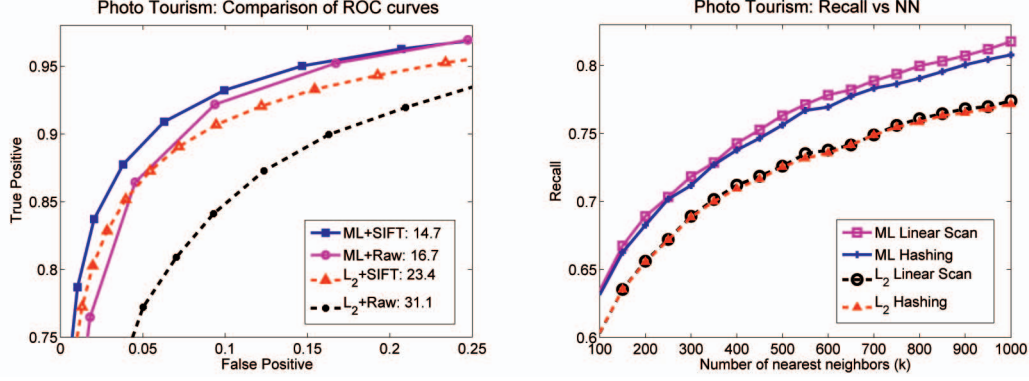 Photo Tourism: Comparison of ROC curves
True Positive
0.95
0.9
0.85
0.8
0.75
ML+SIFT: 14.7
ML+Raw: 16.7
L2+SIFT: 23.4
L2+Raw: 31.1
0 0.05 0.1 0.15 0.2 0.25
False Positive
Photo Tourism: Recall vs NN
Recall
0.8
0.75
0.7
0.65
0.6
ML Linear Scan
ML Hashing
L2 Linear Scan
L2 Hashing
100 200 300 400 500 600 700 800 900 1000
Number of nearest neighbors (k)